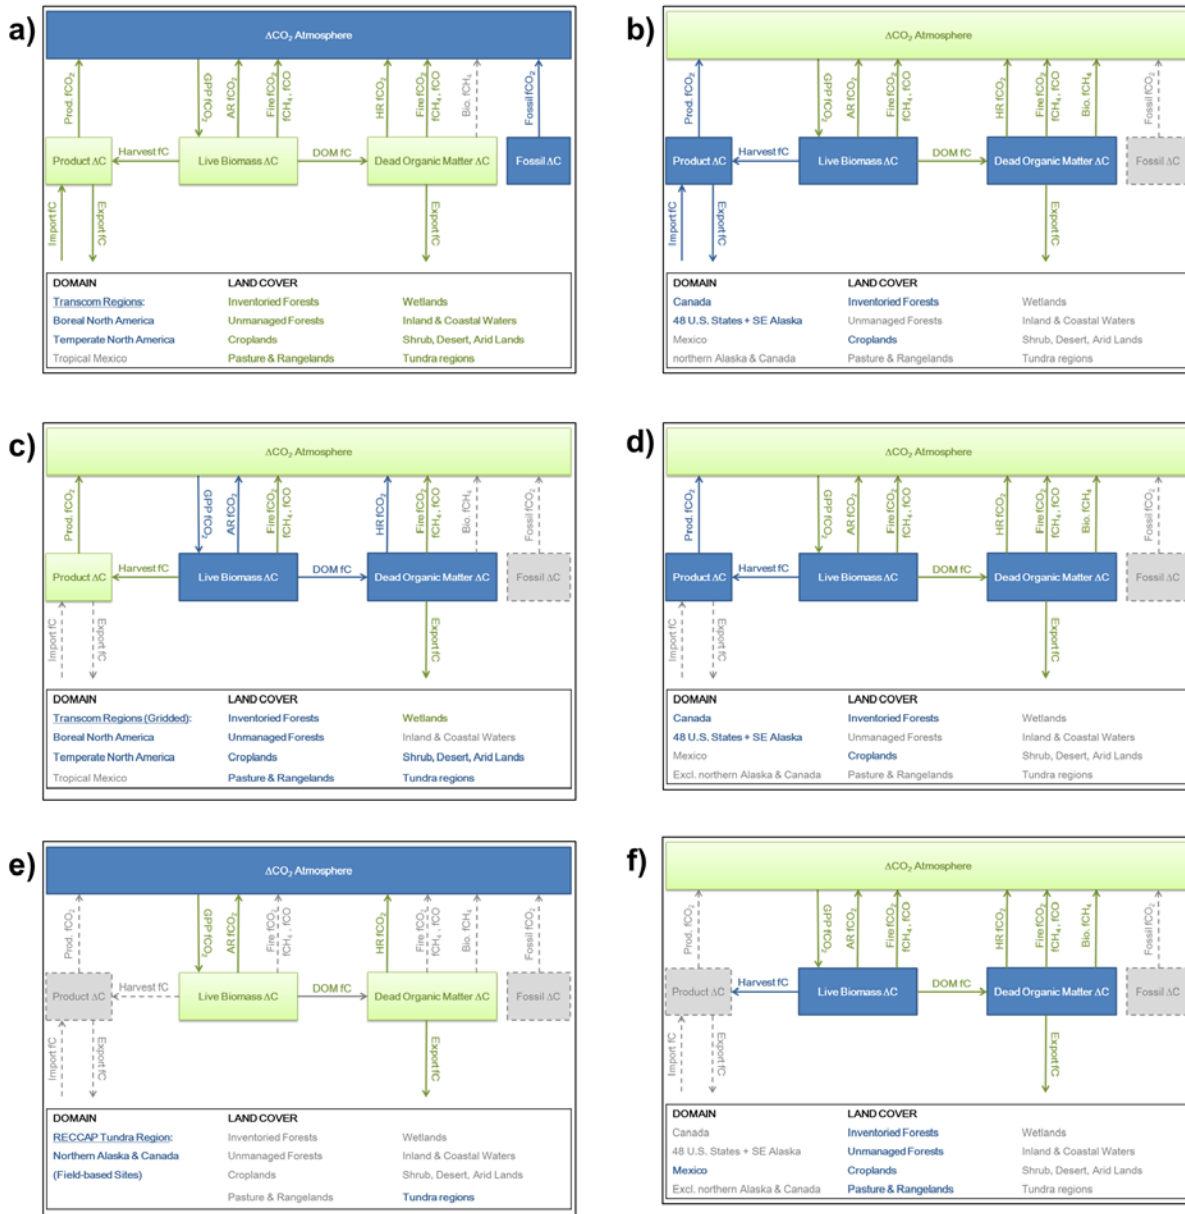 a)
ΔCO₂ Atmosphere
Prod. fCO₂
GPP fCO₂
AR fCO₂
Fire fCO₂
fCH₄, fCO
HR fCO₂
Fire fCO₂
fCH₄, fCO
Bio. fCH₄
Fossil fCO₂
Product ΔC
Harvest fC
Live Biomass ΔC
DOM fC
Dead Organic Matter ΔC
Fossil ΔC
Import fC
Export fC
Export fC
DOMAIN
LAND COVER
Transcom Regions:
Inventoried Forests
Wetlands
Boreal North America
Unmanaged Forests
Inland & Coastal Waters
Temperate North America
Croplands
Shrub, Desert, Arid Lands
Tropical Mexico
Pasture & Rangelands
Tundra regions
b)
ΔCO₂ Atmosphere
Prod. fCO₂
GPP fCO₂
AR fCO₂
Fire fCO₂
fCH₄, fCO
HR fCO₂
Fire fCO₂
fCH₄, fCO
Bio. fCH₄
Fossil fCO₂
Product ΔC
Harvest fC
Live Biomass ΔC
DOM fC
Dead Organic Matter ΔC
Fossil ΔC
Import fC
Export fC
Export fC
DOMAIN
LAND COVER
Canada
Inventoried Forests
Wetlands
48 U.S. States + SE Alaska
Unmanaged Forests
Inland & Coastal Waters
Mexico
Croplands
Shrub, Desert, Arid Lands
northern Alaska & Canada
Pasture & Rangelands
Tundra regions
c)
ΔCO₂ Atmosphere
Prod. fCO₂
GPP fCO₂
AR fCO₂
Fire fCO₂
fCH₄, fCO
HR fCO₂
Fire fCO₂
fCH₄, fCO
Bio. fCH₄
Fossil fCO₂
Product ΔC
Harvest fC
Live Biomass ΔC
DOM fC
Dead Organic Matter ΔC
Fossil ΔC
Import fC
Export fC
Export fC
DOMAIN
LAND COVER
Transcom Regions (Gridded):
Inventoried Forests
Wetlands
Boreal North America
Unmanaged Forests
Inland & Coastal Waters
Temperate North America
Croplands
Shrub, Desert, Arid Lands
Tropical Mexico
Pasture & Rangelands
Tundra regions
d)
ΔCO₂ Atmosphere
Prod. fCO₂
GPP fCO₂
AR fCO₂
Fire fCO₂
fCH₄, fCO
HR fCO₂
Fire fCO₂
fCH₄, fCO
Bio. fCH₄
Fossil fCO₂
Product ΔC
Harvest fC
Live Biomass ΔC
DOM fC
Dead Organic Matter ΔC
Fossil ΔC
Import fC
Export fC
Export fC
DOMAIN
LAND COVER
Canada
Inventoried Forests
Wetlands
48 U.S. States + SE Alaska
Unmanaged Forests
Inland & Coastal Waters
Mexico
Croplands
Shrub, Desert, Arid Lands
Excl. northern Alaska & Canada
Pasture & Rangelands
Tundra regions
e)
ΔCO₂ Atmosphere
Prod. fCO₂
GPP fCO₂
AR fCO₂
Fire fCO₂
fCH₄, fCO
HR fCO₂
Fire fCO₂
fCH₄, fCO
Bio. fCH₄
Fossil fCO₂
Product ΔC
Harvest fC
Live Biomass ΔC
DOM fC
Dead Organic Matter ΔC
Fossil ΔC
Import fC
Export fC
Export fC
DOMAIN
LAND COVER
RECCAP Tundra Region:
Inventoried Forests
Wetlands
Northern Alaska & Canada
Unmanaged Forests
Inland & Coastal Waters
(Field-based Sites)
Croplands
Shrub, Desert, Arid Lands
Pasture & Rangelands
Tundra regions
f)
ΔCO₂ Atmosphere
Prod. fCO₂
GPP fCO₂
AR fCO₂
Fire fCO₂
fCH₄, fCO
HR fCO₂
Fire fCO₂
fCH₄, fCO
Bio. fCH₄
Fossil fCO₂
Product ΔC
Harvest fC
Live Biomass ΔC
DOM fC
Dead Organic Matter ΔC
Fossil ΔC
Import fC
Export fC
Export fC
DOMAIN
LAND COVER
Canada
Inventoried Forests
Wetlands
48 U.S. States + SE Alaska
Unmanaged Forests
Inland & Coastal Waters
Mexico
Croplands
Shrub, Desert, Arid Lands
Excl. northern Alaska & Canada
Pasture & Rangelands
Tundra regions